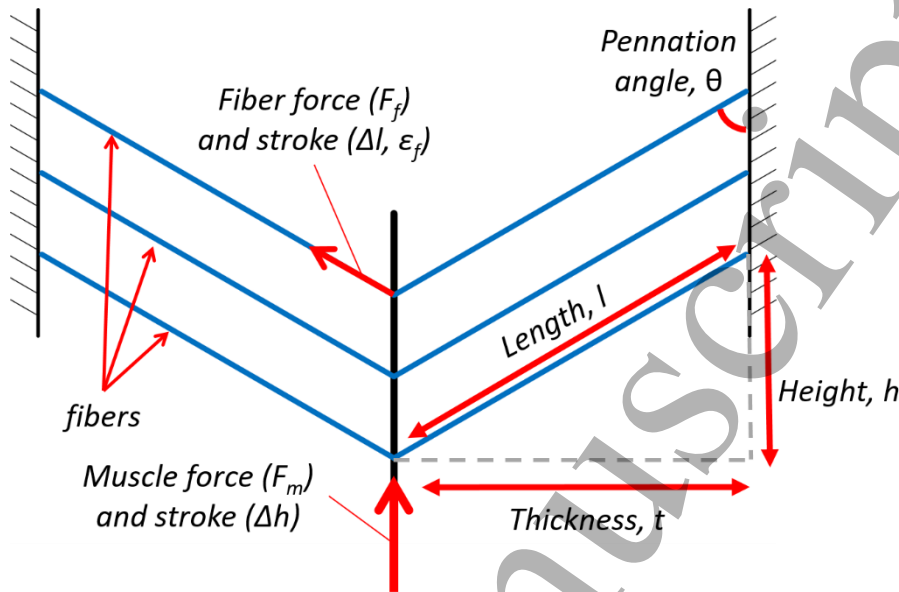 Pennation
angle, θ
Fiber force (F_f)
and stroke (Δl, ε_f)
Length, l
Height, h
fibers
Muscle force (F_m)
and stroke (Δh)
Thickness, t
nuscrip